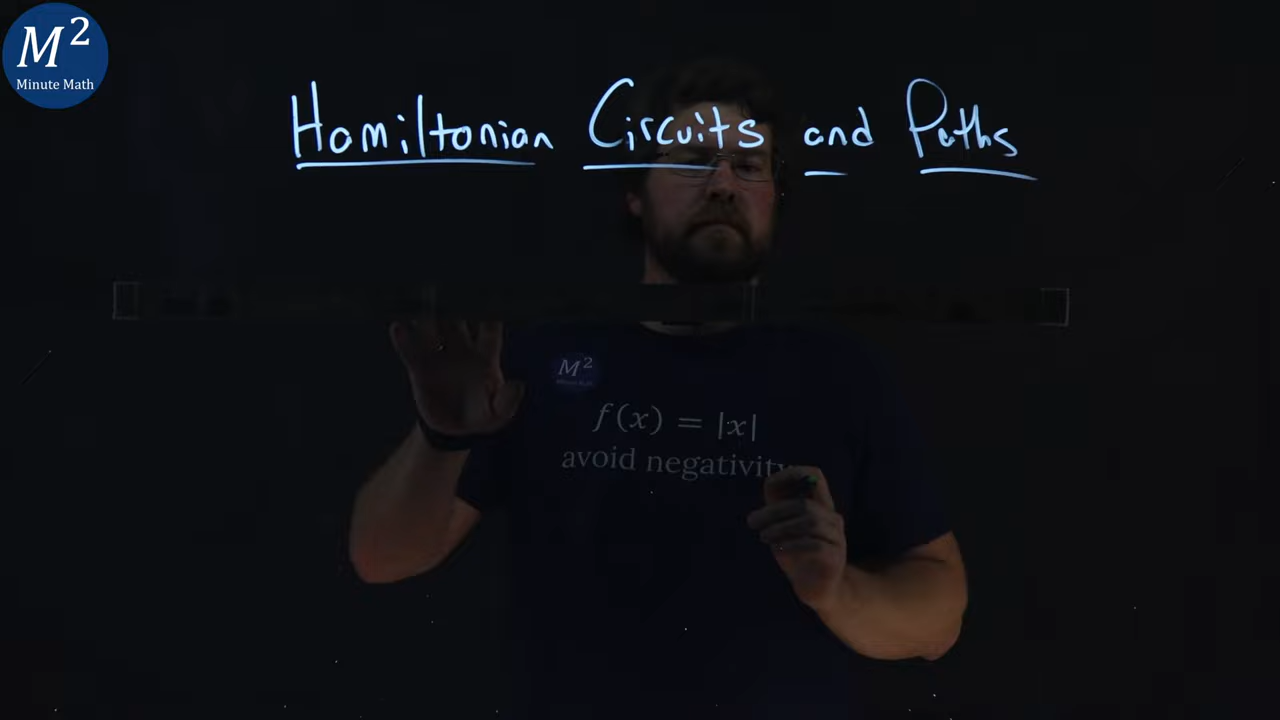 M²
Minute Math
Hamiltonian Circuits and Paths
M²
f(x) = |x|
avoid negativity